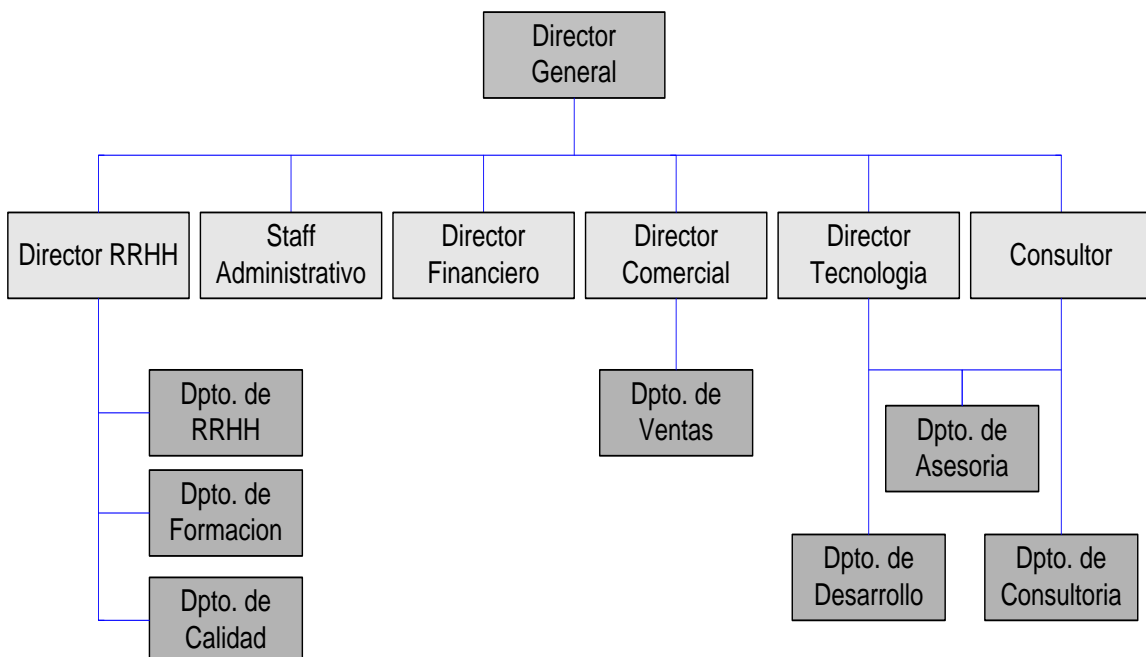 Director
General
Director RRHH
Staff
Administrativo
Director
Financiero
Director
Comercial
Director
Tecnologia
Consultor
Dpto. de
RRHH
Dpto. de
Formacion
Dpto. de
Calidad
Dpto. de
Ventas
Dpto. de
Asesoria
Dpto. de
Desarrollo
Dpto. de
Consultoria